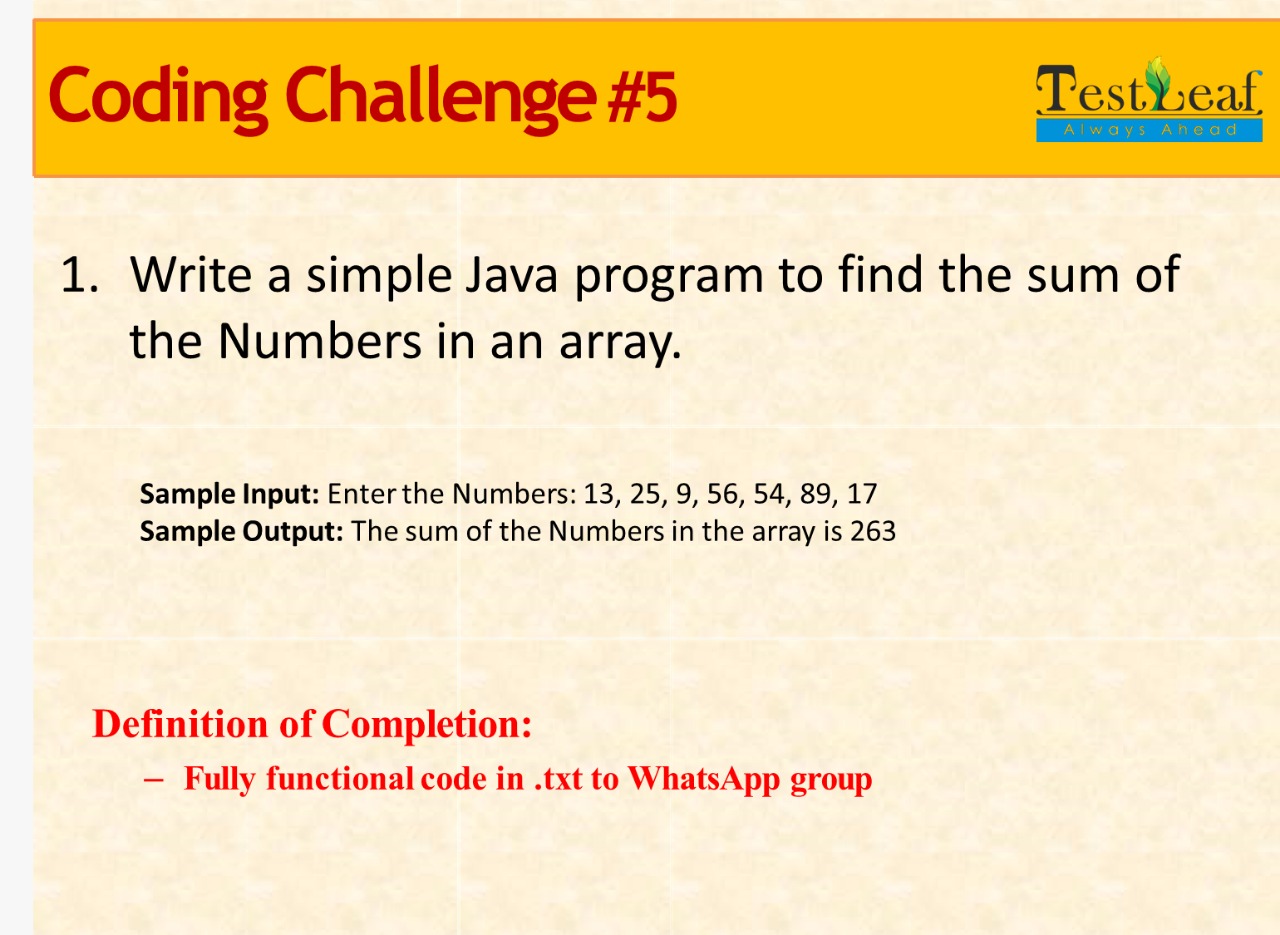 Coding Challenge #5
TestLeaf
Always Ahead
1. Write a simple Java program to find the sum of
the Numbers in an array.
Sample Input: Enter the Numbers: 13, 25, 9, 56, 54, 89, 17
Sample Output: The sum of the Numbers in the array is 263
Definition of Completion:
– Fully functional code in .txt to WhatsApp group